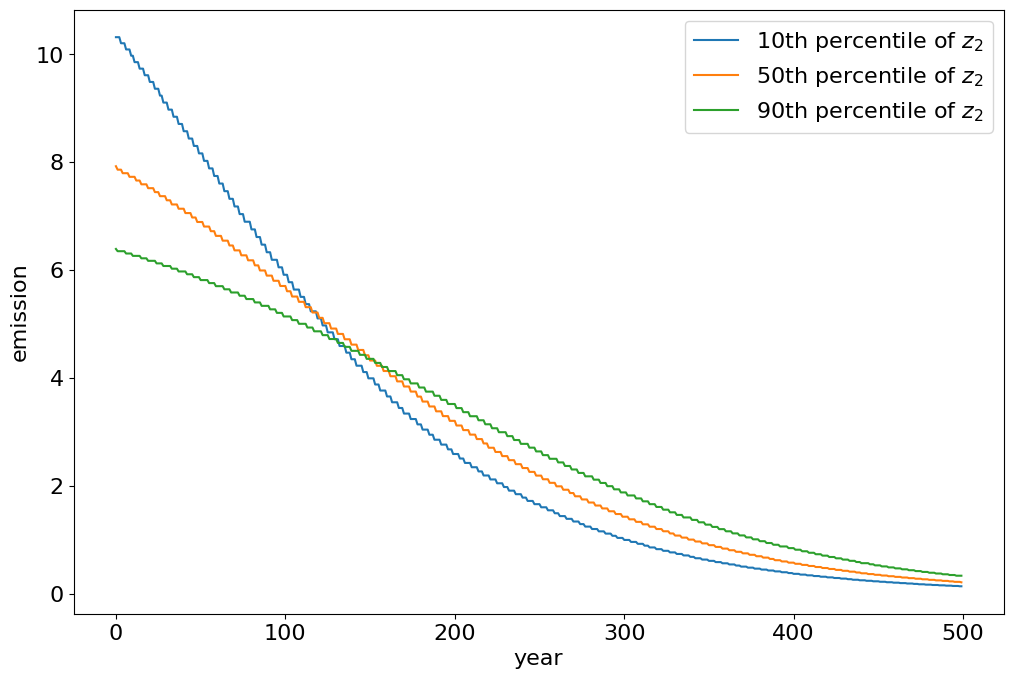 10th percentile of z₂
50th percentile of z₂
90th percentile of z₂
10
8
6
4
2
0
emission
0 100 200 300 400 500
year